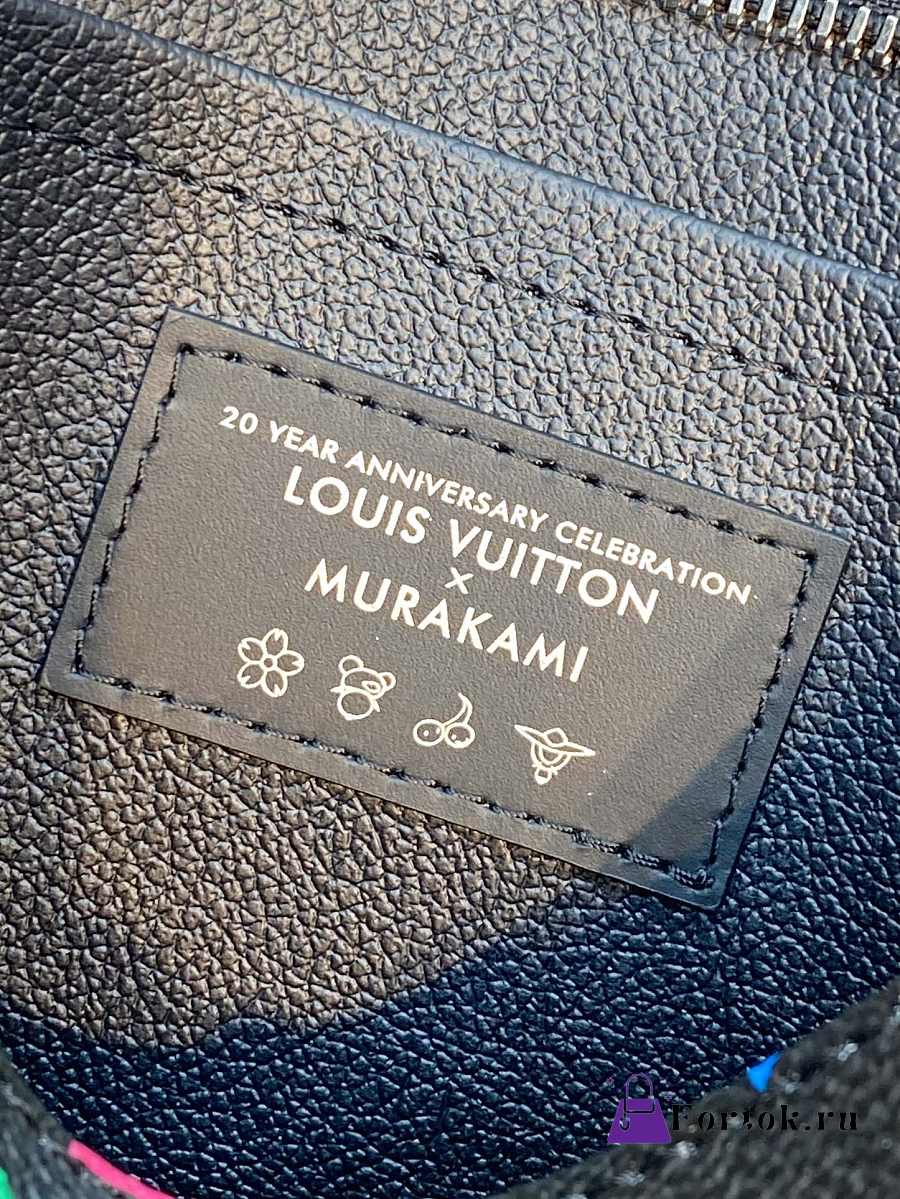 20 YEAR ANNIVERSARY CELEBRATION
LOUIS VUITTON
×
MURAKAMI
Fortok.ru